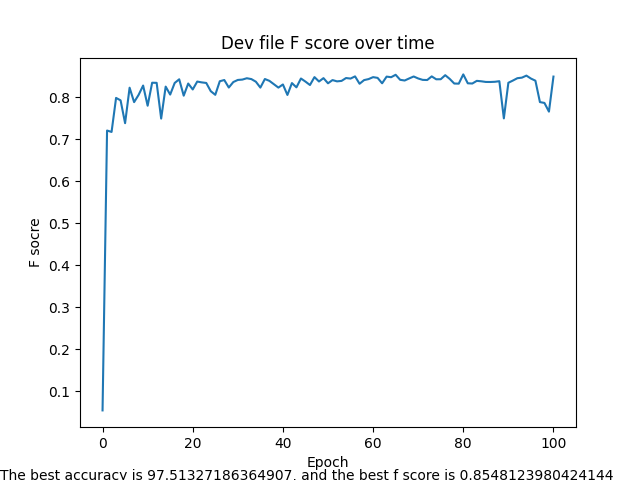 Dev file F score over time
0.8
0.7
0.6
0.5
0.4
0.3
0.2
0.1
F socre
0 20 40 60 80 100
Epoch
The best accuracy is 97.51327186364907, and the best f score is 0.8548123980424144